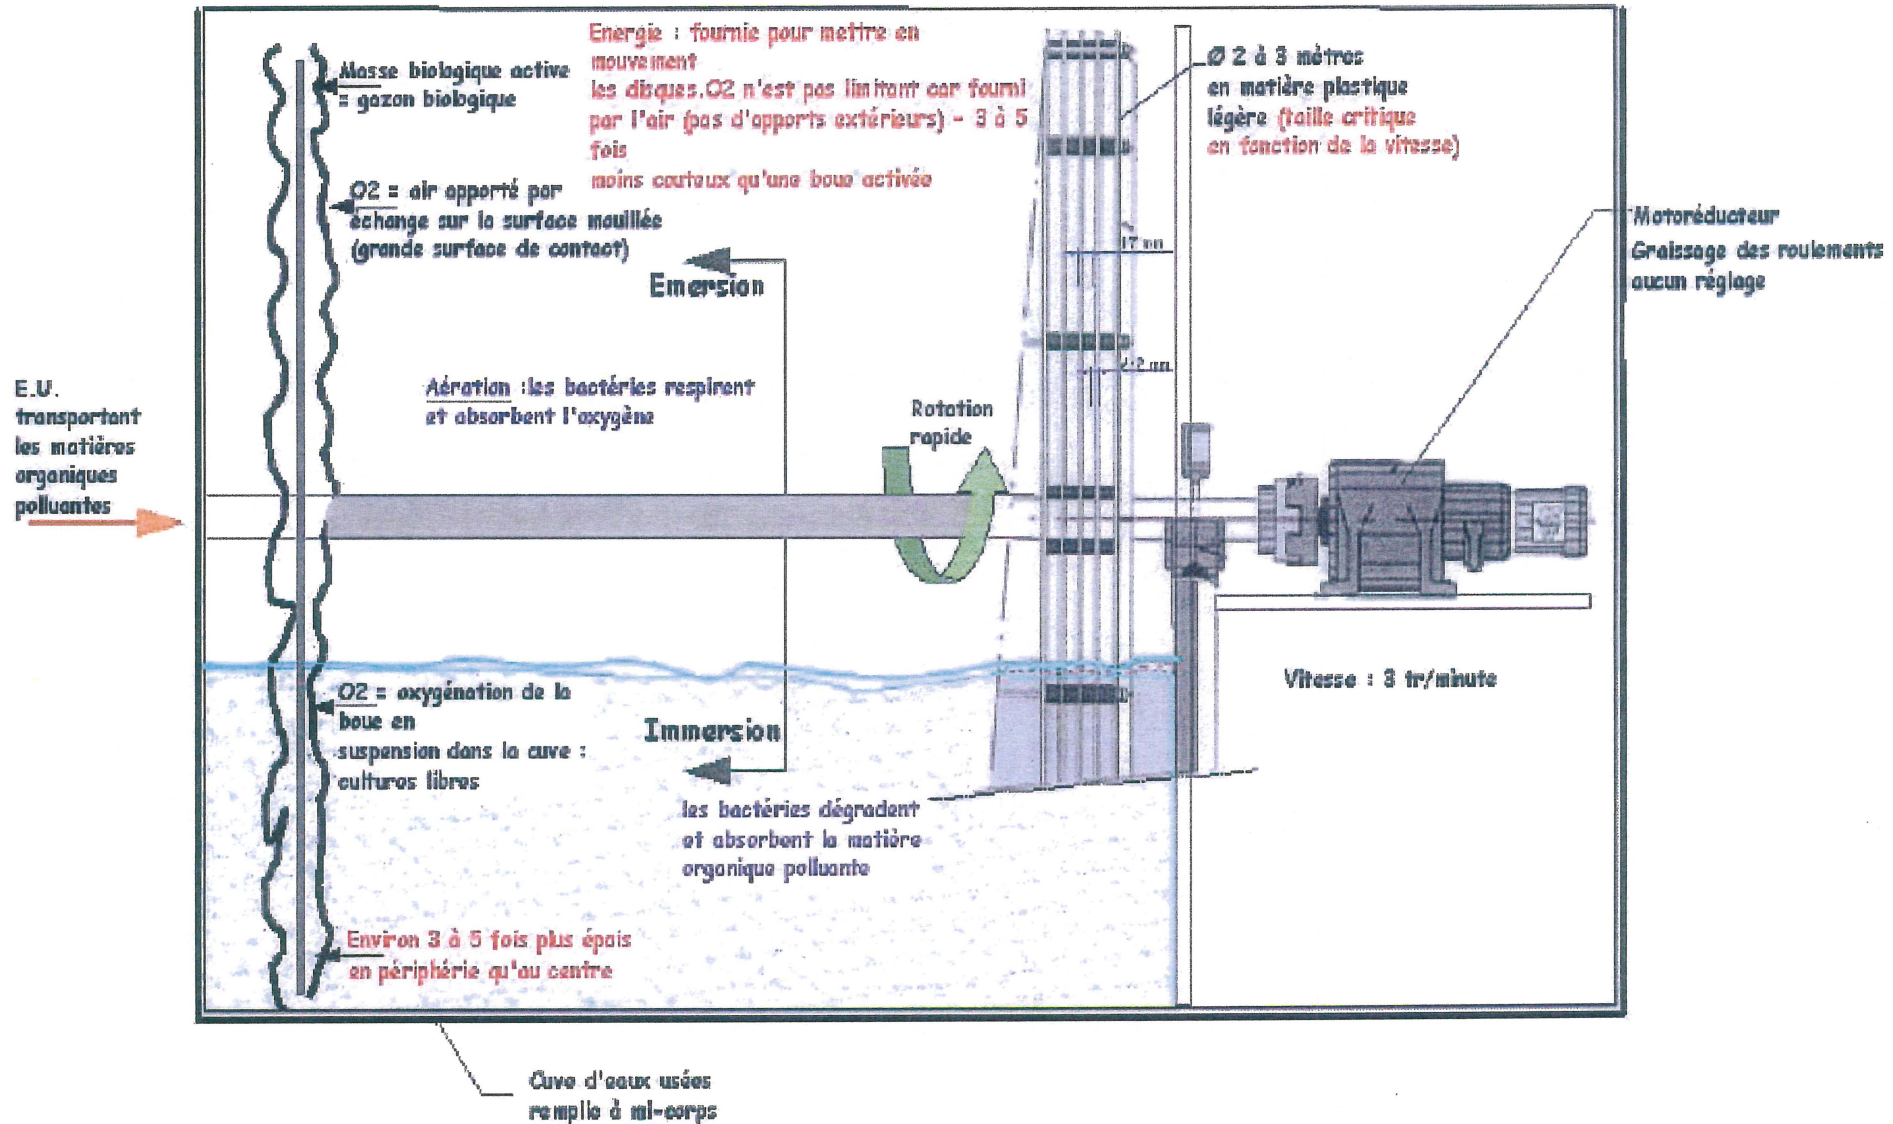 Energie : fournie pour mettre en
mouvement
les disques.O2 n'est pas limitant car fourni
par l'air (pas d'apports extérieurs) - 3 à 5
fois
moins couteux qu'une boue activée
Masse biologique active
= gazon biologique
O2 = air apporté par
échange sur la surface mouillée
(grande surface de contact)
Emersion
Ø 2 à 3 mètres
en matière plastique
légère (taille critique
en fonction de la vitesse)
Motoréducteur
Graissage des roulements
aucun réglage
17 mm
E.U.
transportant
les matières
organiques
polluantes
Aération :les bactéries respirent
et absorbent l'oxygène
Rotation
rapide
Vitesse : 3 tr/minute
O2 = oxygénation de la
boue en
suspension dans la cuve :
cultures libres
Immersion
les bactéries dégradent
et absorbent la matière
organique polluante
Environ 3 à 5 fois plus épais
en périphérie qu'au centre
Cuve d'eaux usées
remplie à mi-corps